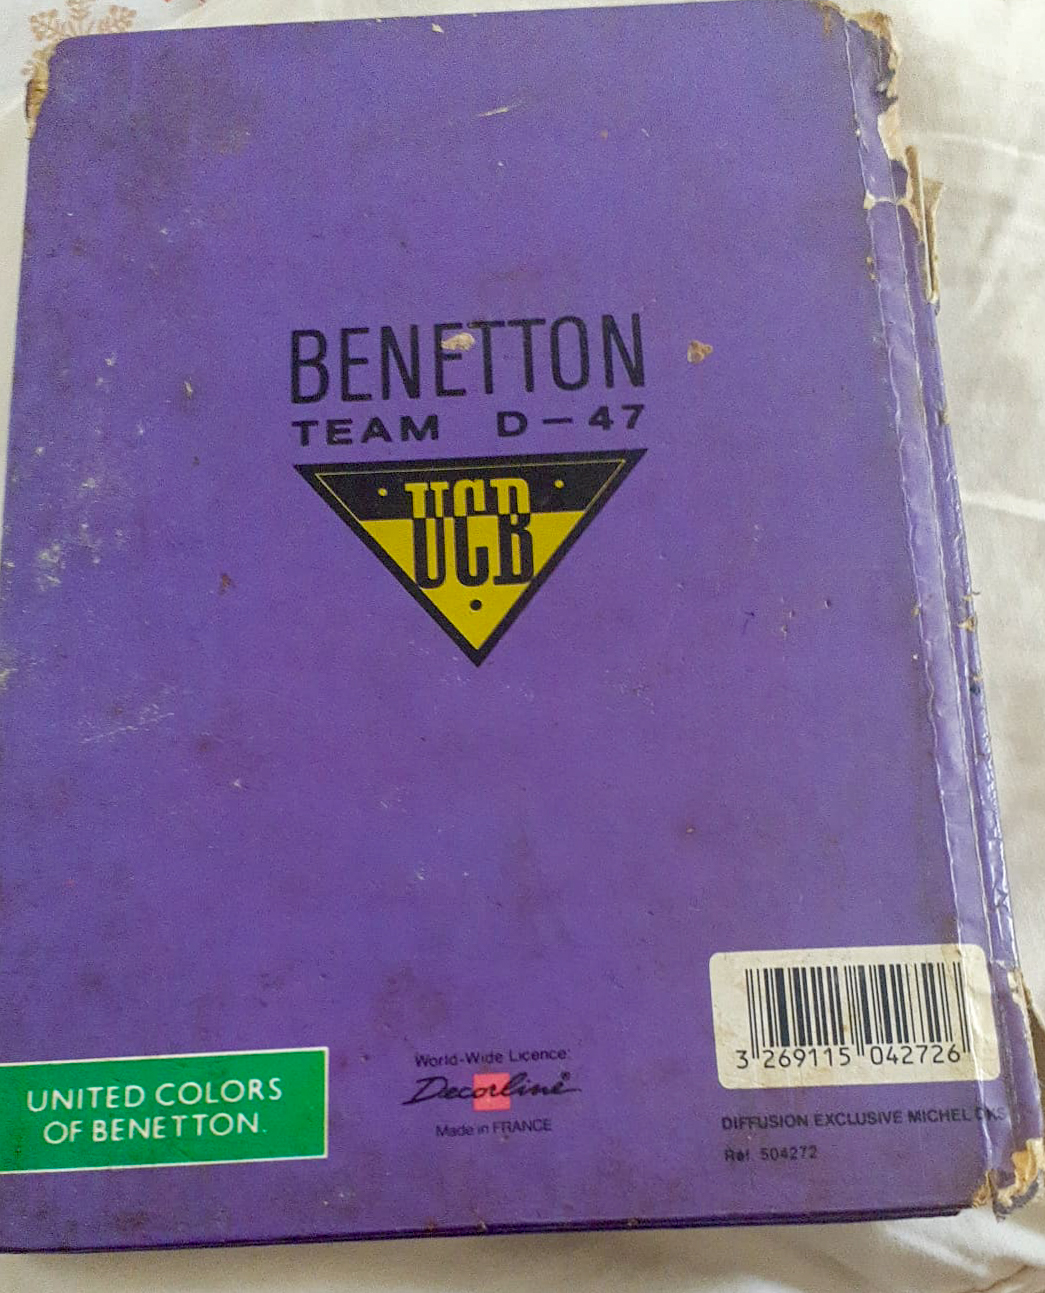 BENETTON
TEAM D-47
UCB
3 269115 042726
UNITED COLORS
OF BENETTON.
World-Wide Licence:
Decorline®
Made in FRANCE
DIFFUSION EXCLUSIVE MICHEL OKS
Réf. 504272